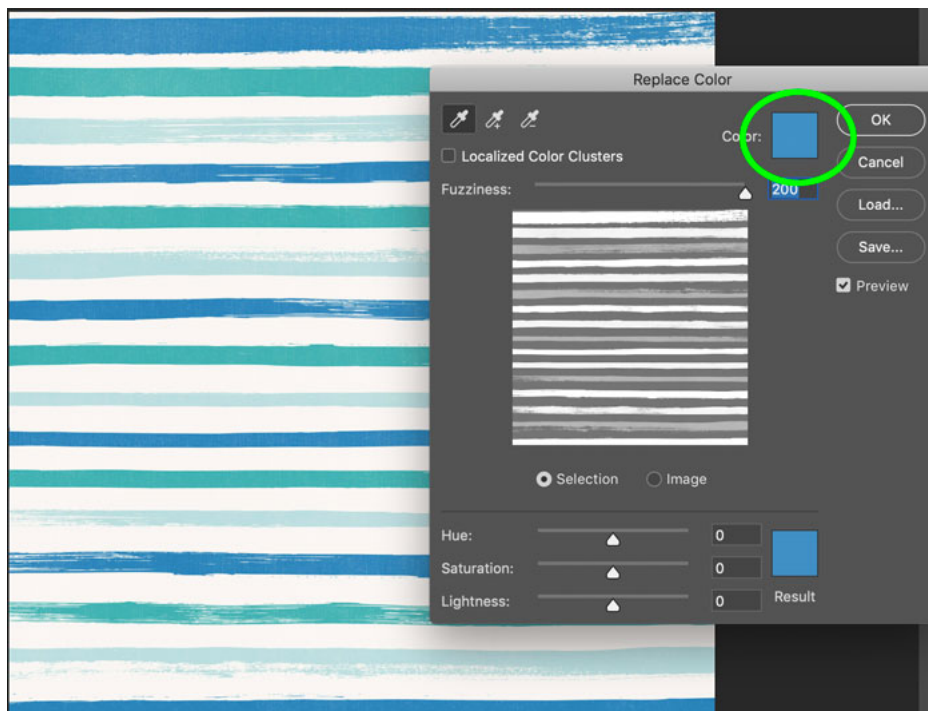 Replace Color
Color:
OK
Localized Color Clusters
Cancel
Fuzziness:
200
Load...
Save...
Preview
Selection
Image
Hue:
0
Saturation:
0
Lightness:
0
Result